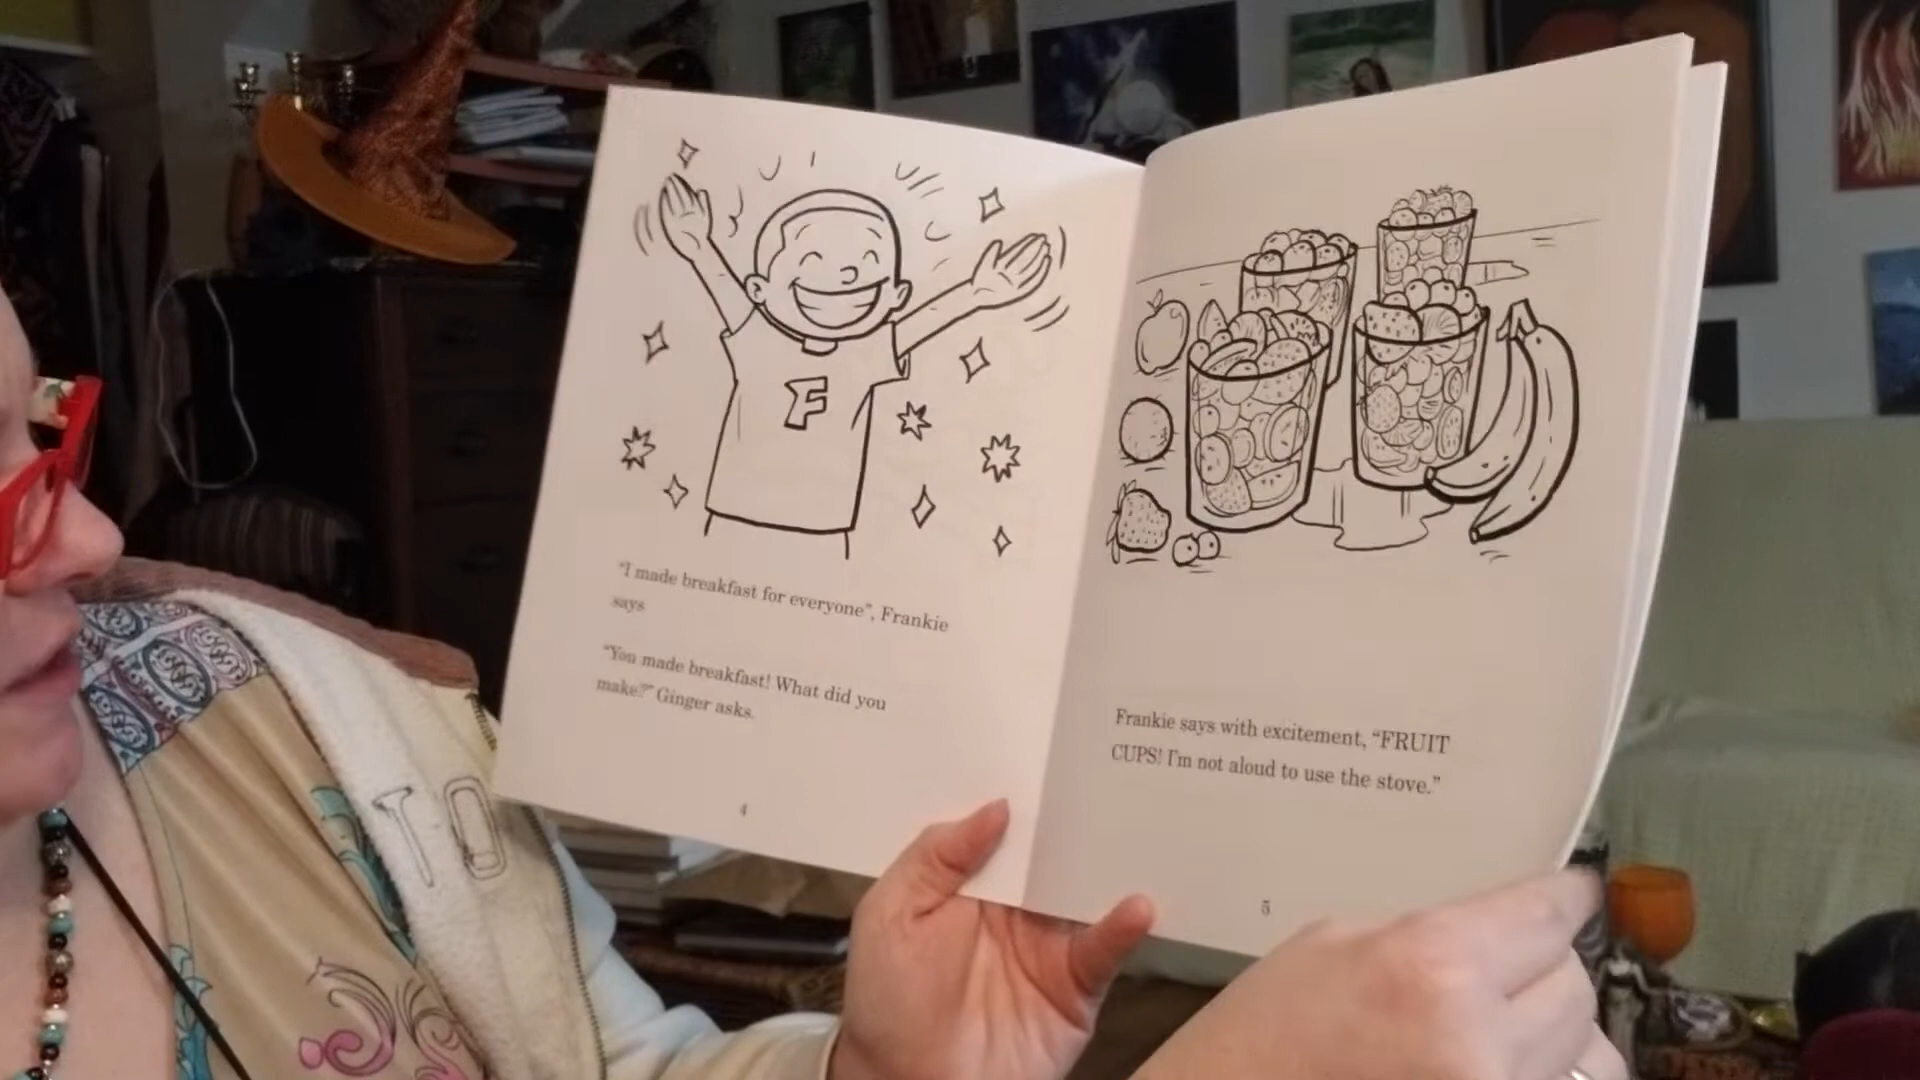 F
"I made breakfast for everyone", Frankie
says.
"You made breakfast! What did you
make?" Ginger asks.
4
Frankie says with excitement, "FRUIT
CUPS! I'm not aloud to use the stove."
5
TO